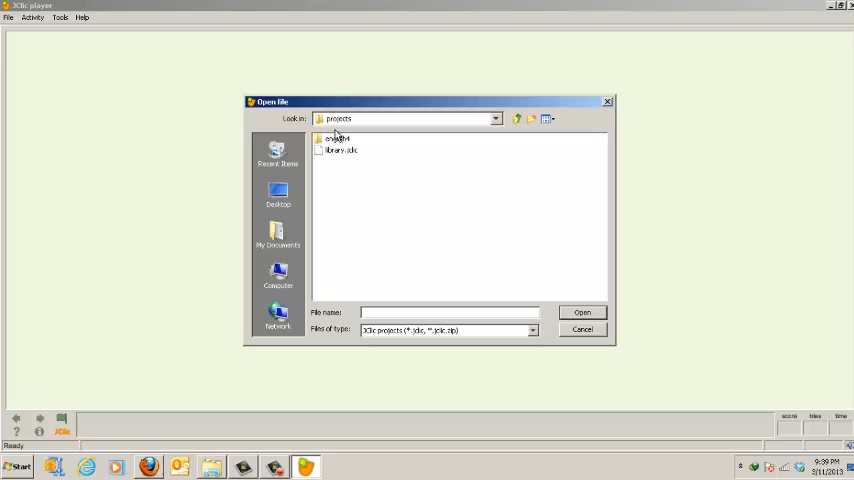 JClic player
File Activity Tools Help
Open file
Look in: projects
english4
library.jclic
Recent Items
Desktop
My Documents
Computer
Network
File name:
Open
Files of type: JClic projects (*.jclic, *.jclic.zip)
Cancel
score tries time
JClic
Ready
Start
9:39 PM
3/11/2013